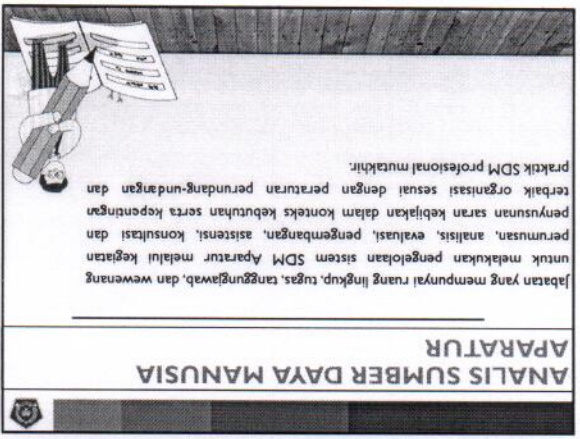 ANALIS SUMBER DAYA MANUSIA
APARATUR
Jabatan yang mempunyai ruang lingkup, tugas, tanggungjawab, dan wewenang
untuk melakukan pengelolaan sistem SDM Aparatur melalui kegiatan
perumusan, analisis, evaluasi, pengembangan, asistensi, konsultasi dan
penyusunan saran kebijakan dalam konteks kebutuhan serta kepentingan
terbaik organisasi sesuai dengan peraturan perundang-undangan dan
praktik SDM profesional mutakhir.